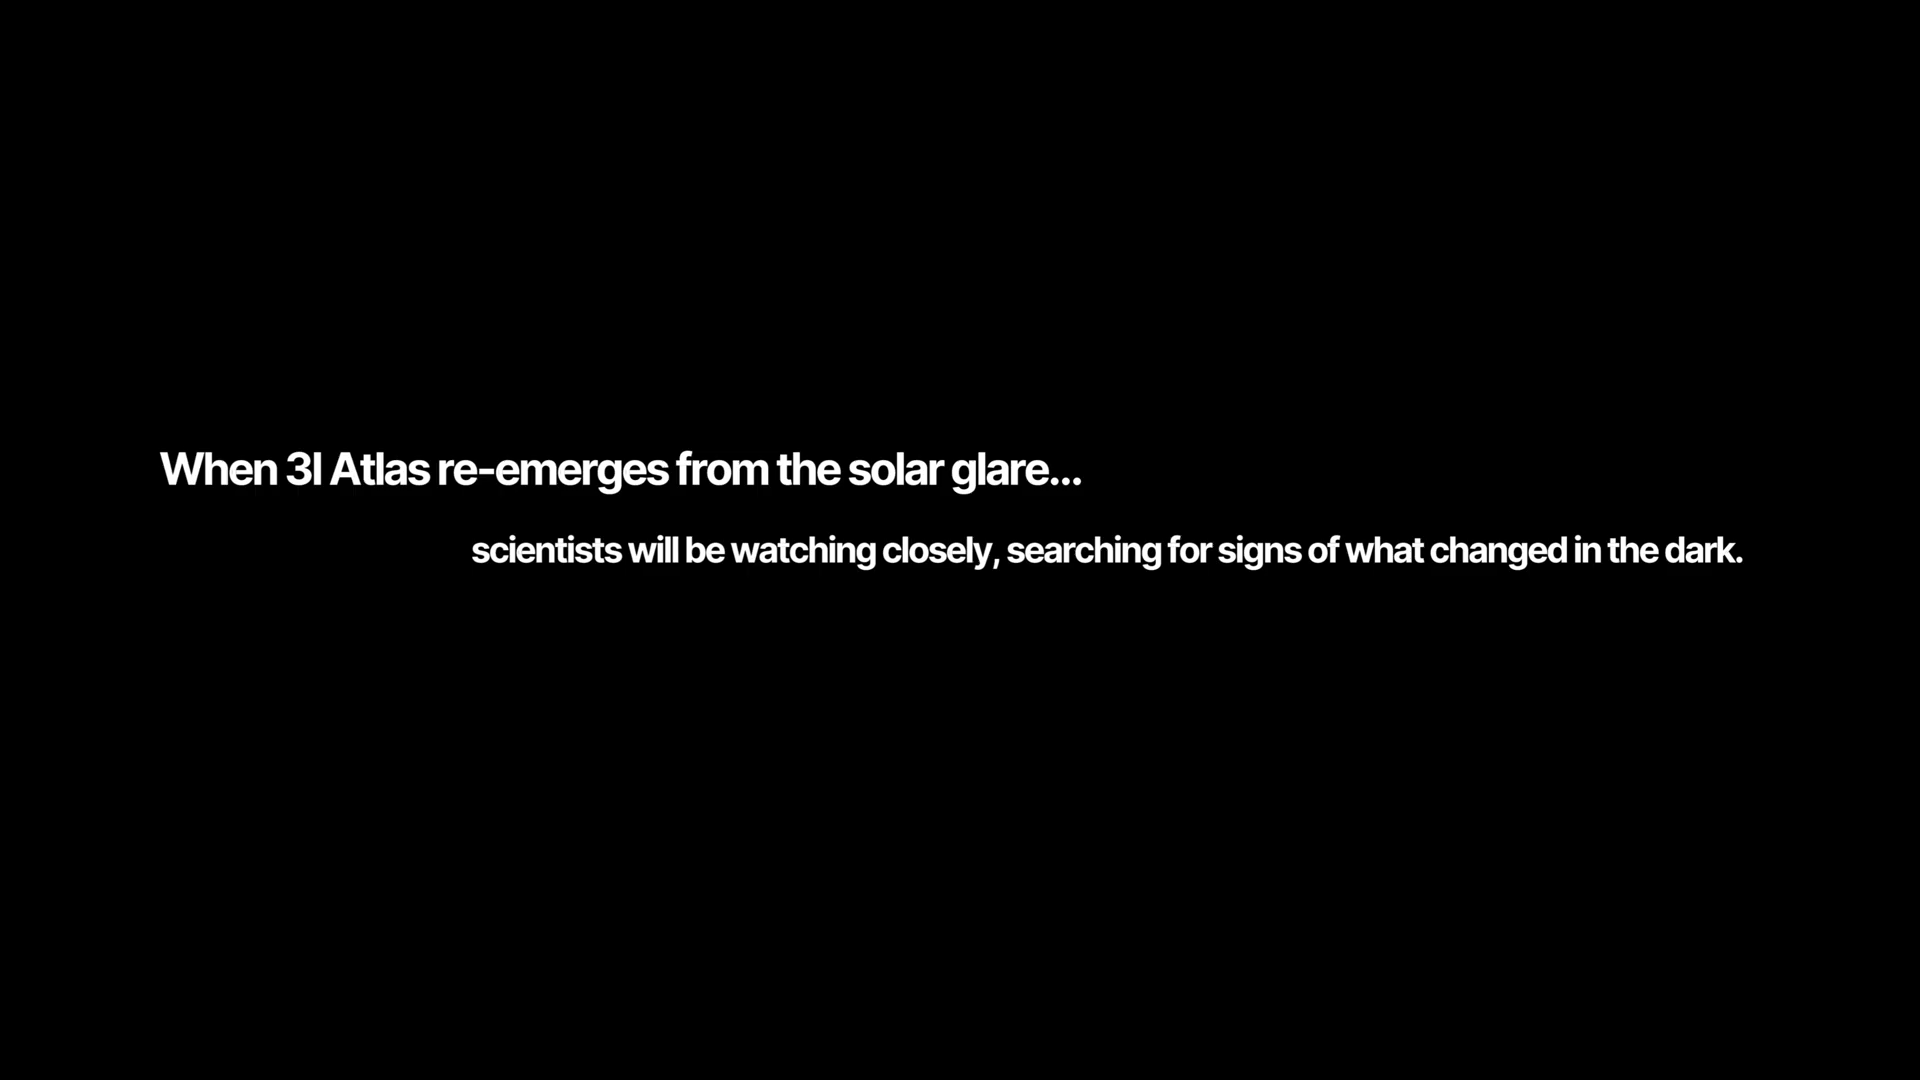 When 3I Atlas re-emerges from the solar glare...
scientists will be watching closely, searching for signs of what changed in the dark.